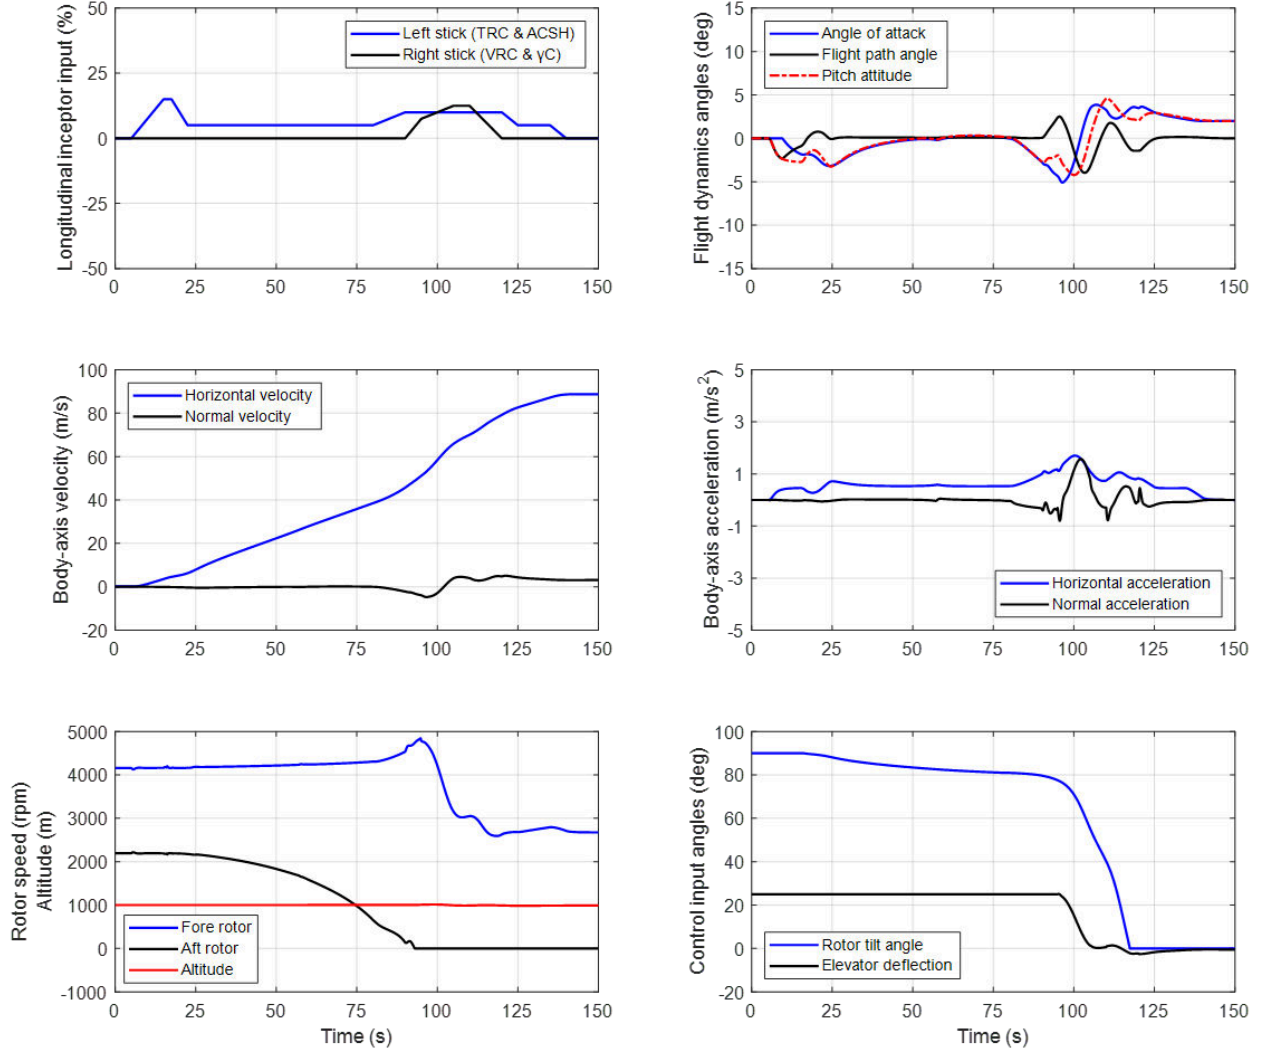 50
25
0
-25
-50
Longitudinal inceptor input (%)
Left stick (TRC & ACSH)
Right stick (VRC & γC)
0 25 50 75 100 125 150
15
10
5
0
-5
-10
-15
Flight dynamics angles (deg)
Angle of attack
Flight path angle
Pitch attitude
0 25 50 75 100 125 150
100
80
60
40
20
0
-20
Body-axis velocity (m/s)
Horizontal velocity
Normal velocity
0 25 50 75 100 125 150
5
3
1
-1
-3
-5
Body-axis acceleration (m/s²)
Horizontal acceleration
Normal acceleration
0 25 50 75 100 125 150
5000
4000
3000
2000
1000
0
-1000
Rotor speed (rpm)
Altitude (m)
Fore rotor
Aft rotor
Altitude
0 25 50 75 100 125 150
Time (s)
100
80
60
40
20
0
-20
Control input angles (deg)
Rotor tilt angle
Elevator deflection
0 25 50 75 100 125 150
Time (s)